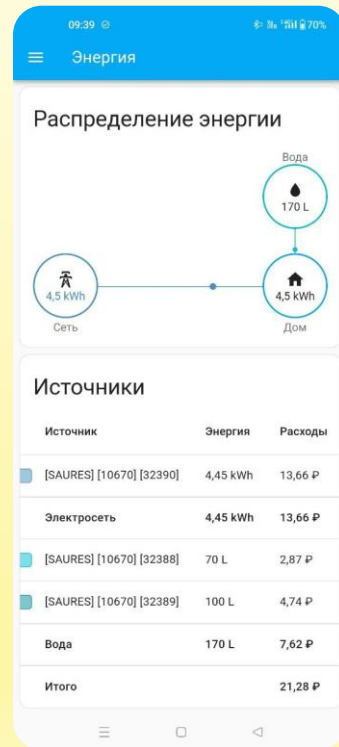 09:39 70%
Энергия
Распределение энергии
Вода
170 L
4,5 kWh 4,5 kWh
Сеть Дом
Источники
Источник Энергия Расходы
[SAURES] [10670] [32390] 4,45 kWh 13,66 ₽
Электросеть 4,45 kWh 13,66 ₽
[SAURES] [10670] [32388] 70 L 2,87 ₽
[SAURES] [10670] [32389] 100 L 4,74 ₽
Вода 170 L 7,62 ₽
Итого 21,28 ₽